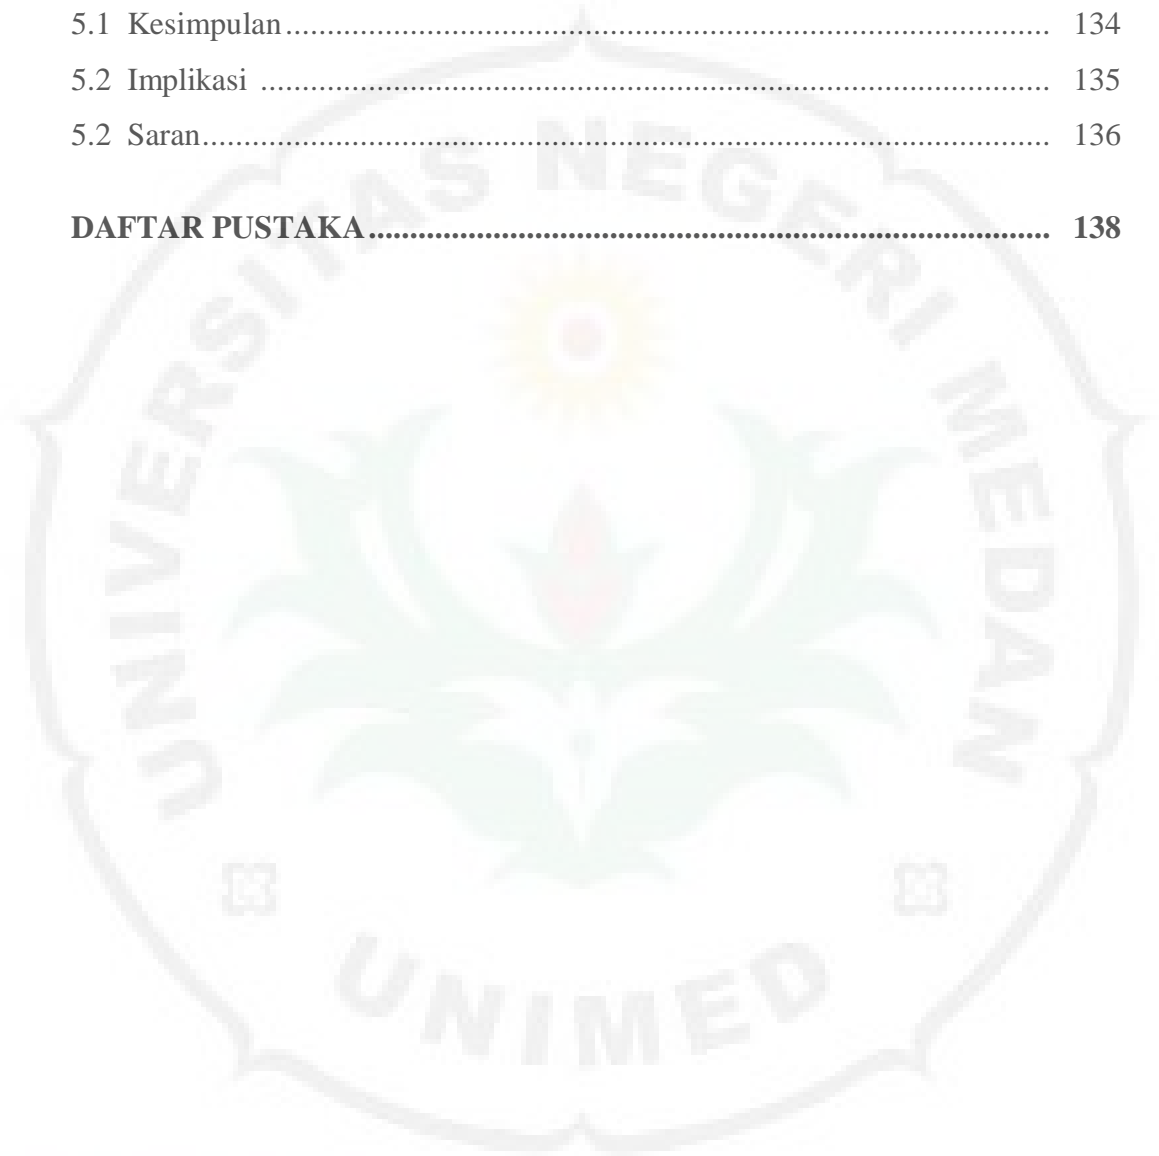 5.1 Kesimpulan............................................................................................. 134
5.2 Implikasi ................................................................................................ 135
5.2 Saran....................................................................................................... 136
DAFTAR PUSTAKA................................................................................... 138
UNIVERSITAS NEGERI MEDAN
UNIMED